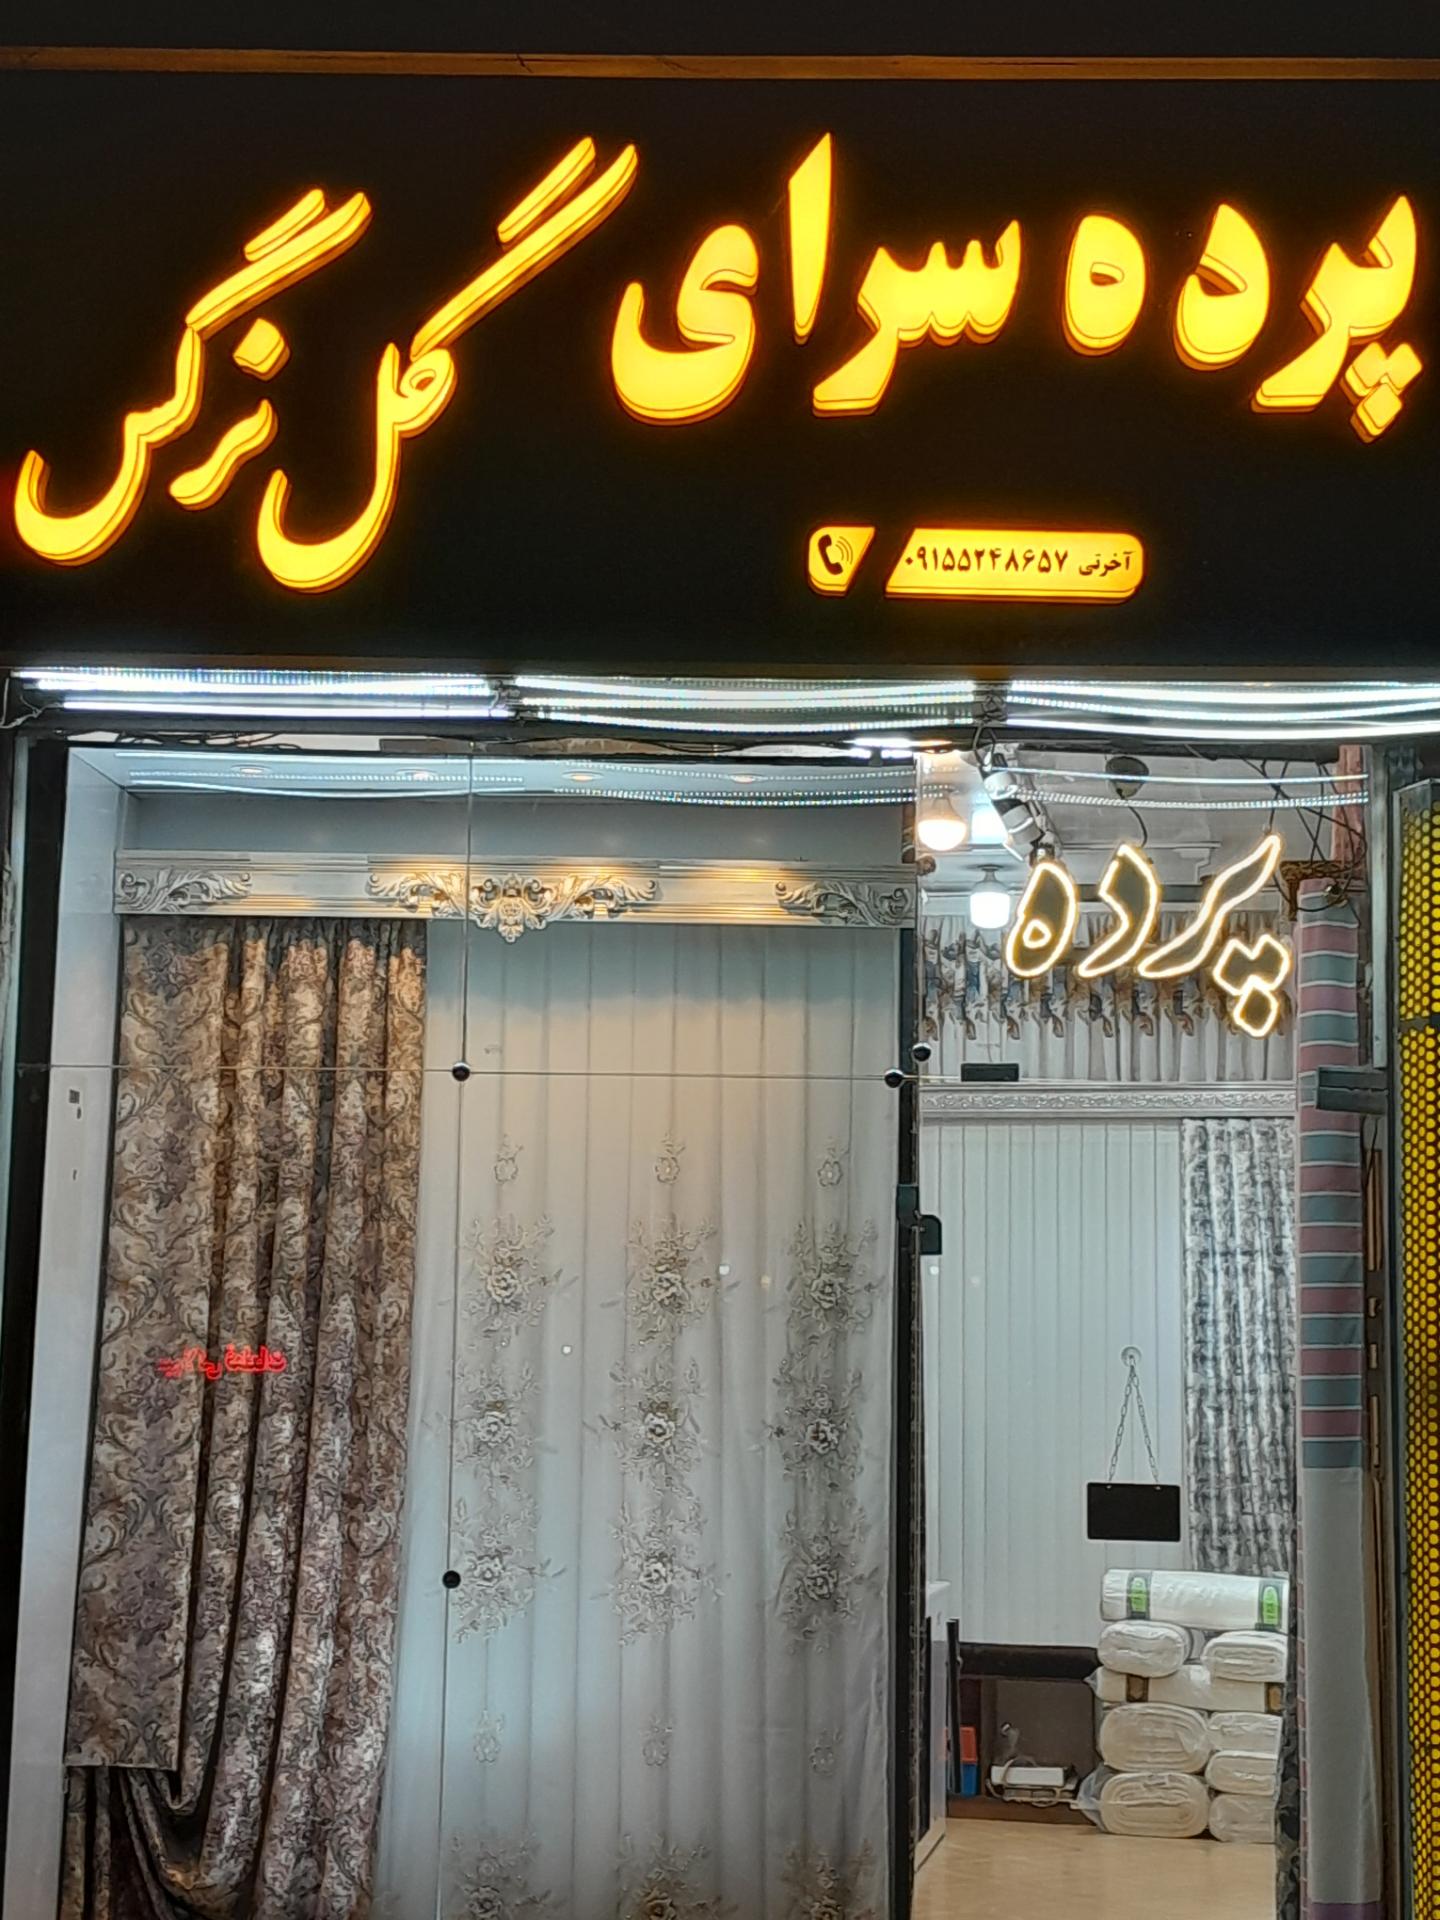 پرده سرای گل نرگس
آخرتی ۰۹۱۵۵۲۴۸۶۵۷
پرده